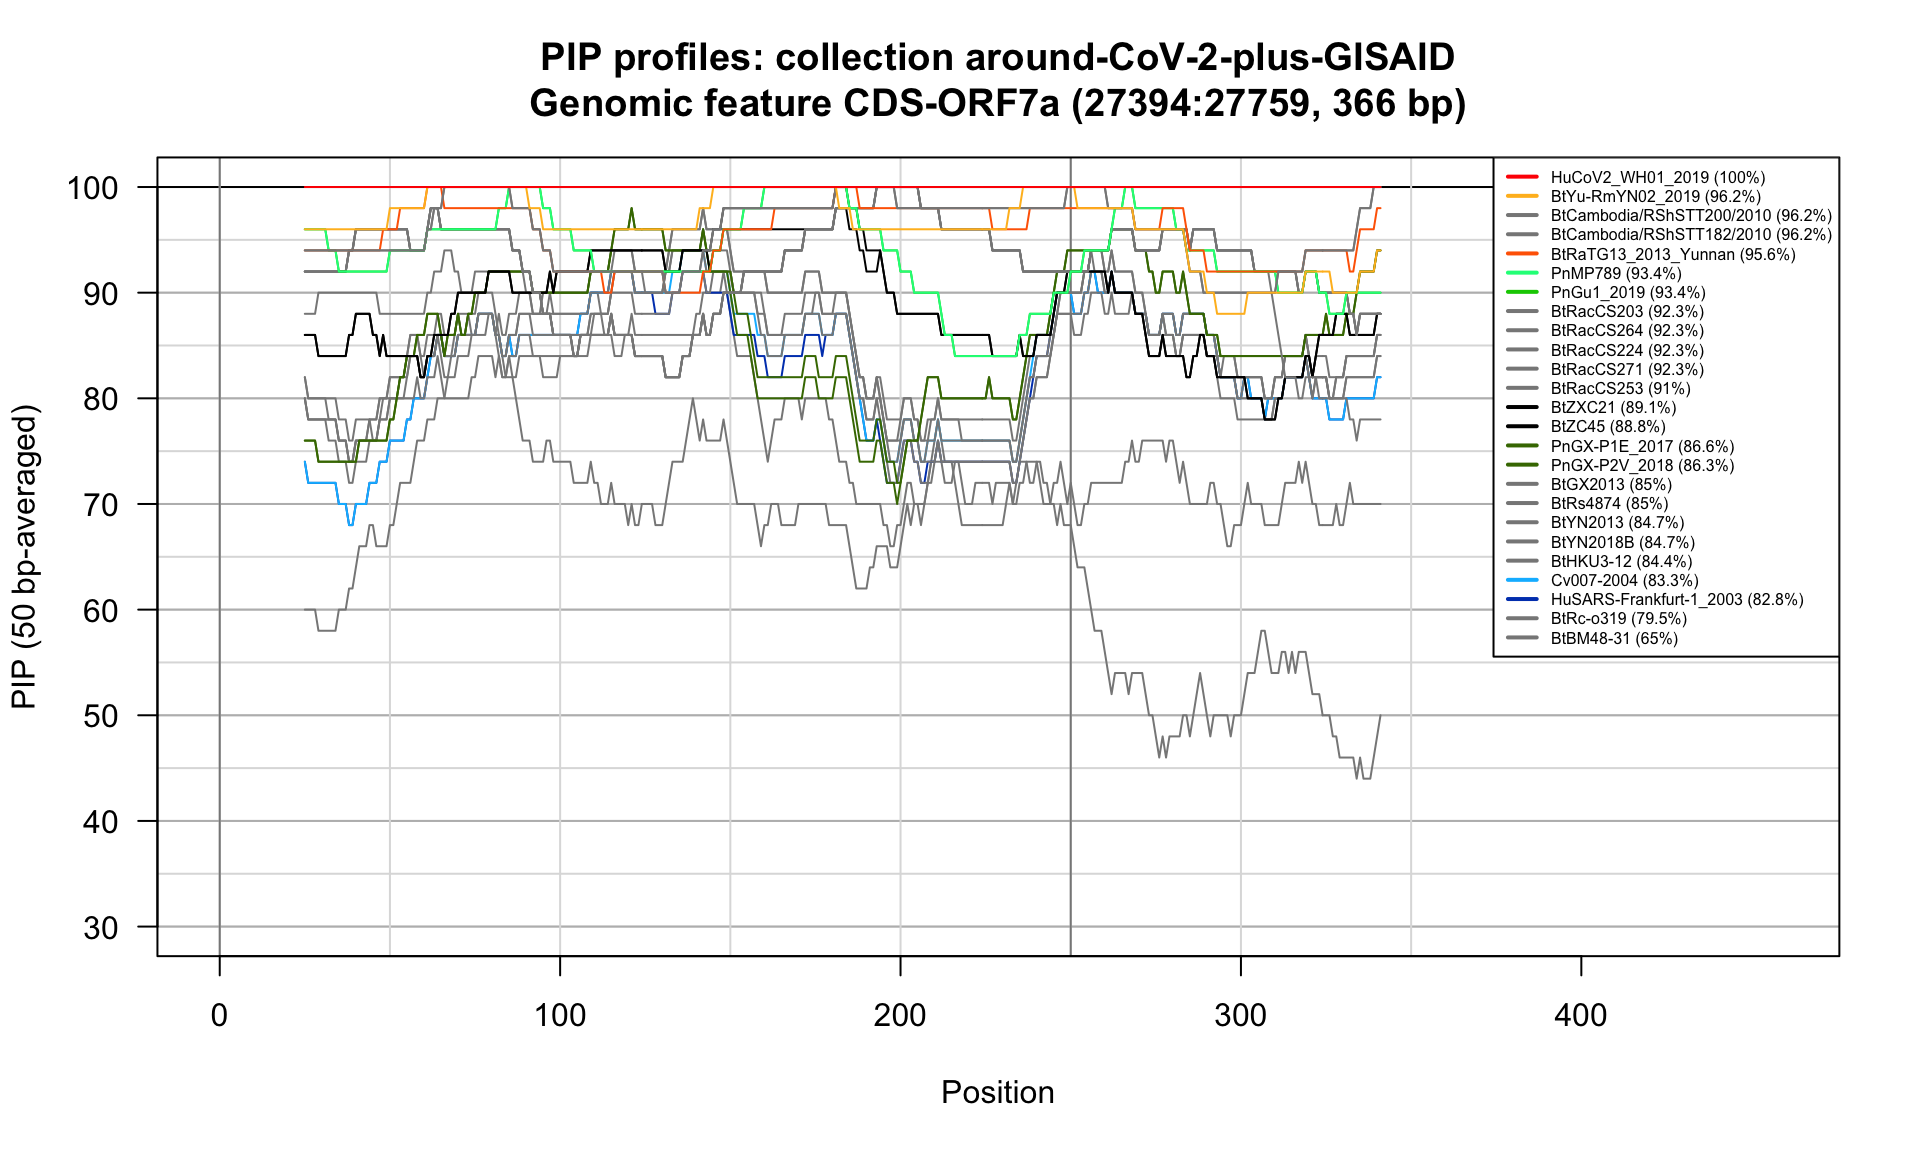 PIP profiles: collection around-CoV-2-plus-GISAID
Genomic feature CDS-ORF7a (27394:27759, 366 bp)
PIP (50 bp-averaged)
100
90
80
70
60
50
40
30
HuCoV2_WH01_2019 (100%)
BtYu-RmYN02_2019 (96.2%)
BtCambodia/RShSTT200/2010 (96.2%)
BtCambodia/RShSTT182/2010 (96.2%)
BtRaTG13_2013_Yunnan (95.6%)
PnMP789 (93.4%)
PnGu1_2019 (93.4%)
BtRacCS203 (92.3%)
BtRacCS264 (92.3%)
BtRacCS224 (92.3%)
BtRacCS271 (92.3%)
BtRacCS253 (91%)
BtZXC21 (89.1%)
BtZC45 (88.8%)
PnGX-P1E_2017 (86.6%)
PnGX-P2V_2018 (86.3%)
BtGX2013 (85%)
BtRs4874 (85%)
BtYN2013 (84.7%)
BtYN2018B (84.7%)
BtHKU3-12 (84.4%)
Cv007-2004 (83.3%)
HuSARS-Frankfurt-1_2003 (82.8%)
BtRc-o319 (79.5%)
BtBM48-31 (65%)
0 100 200 300 400
Position